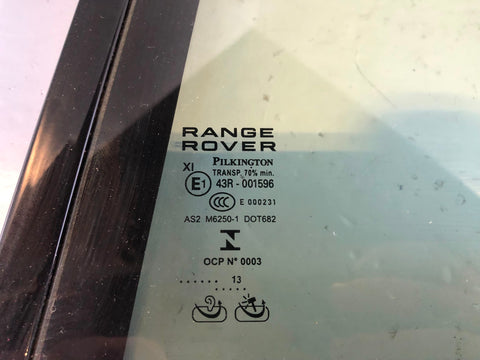 RANGE
ROVER
PILKINGTON
XI TRANSP. 70% min.
E1 43R - 001596
CCC E 000231
AS2 M6250-1 DOT682
N
OCP N° 0003
...... 13
.....